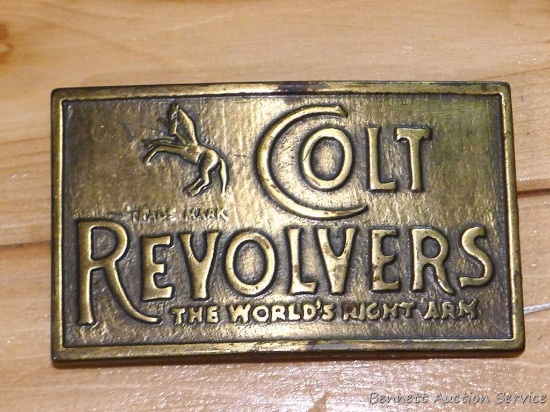 COLT
TRADE MARK
REVOLVERS
THE WORLD'S RIGHT ARM
Bennett Auction Service